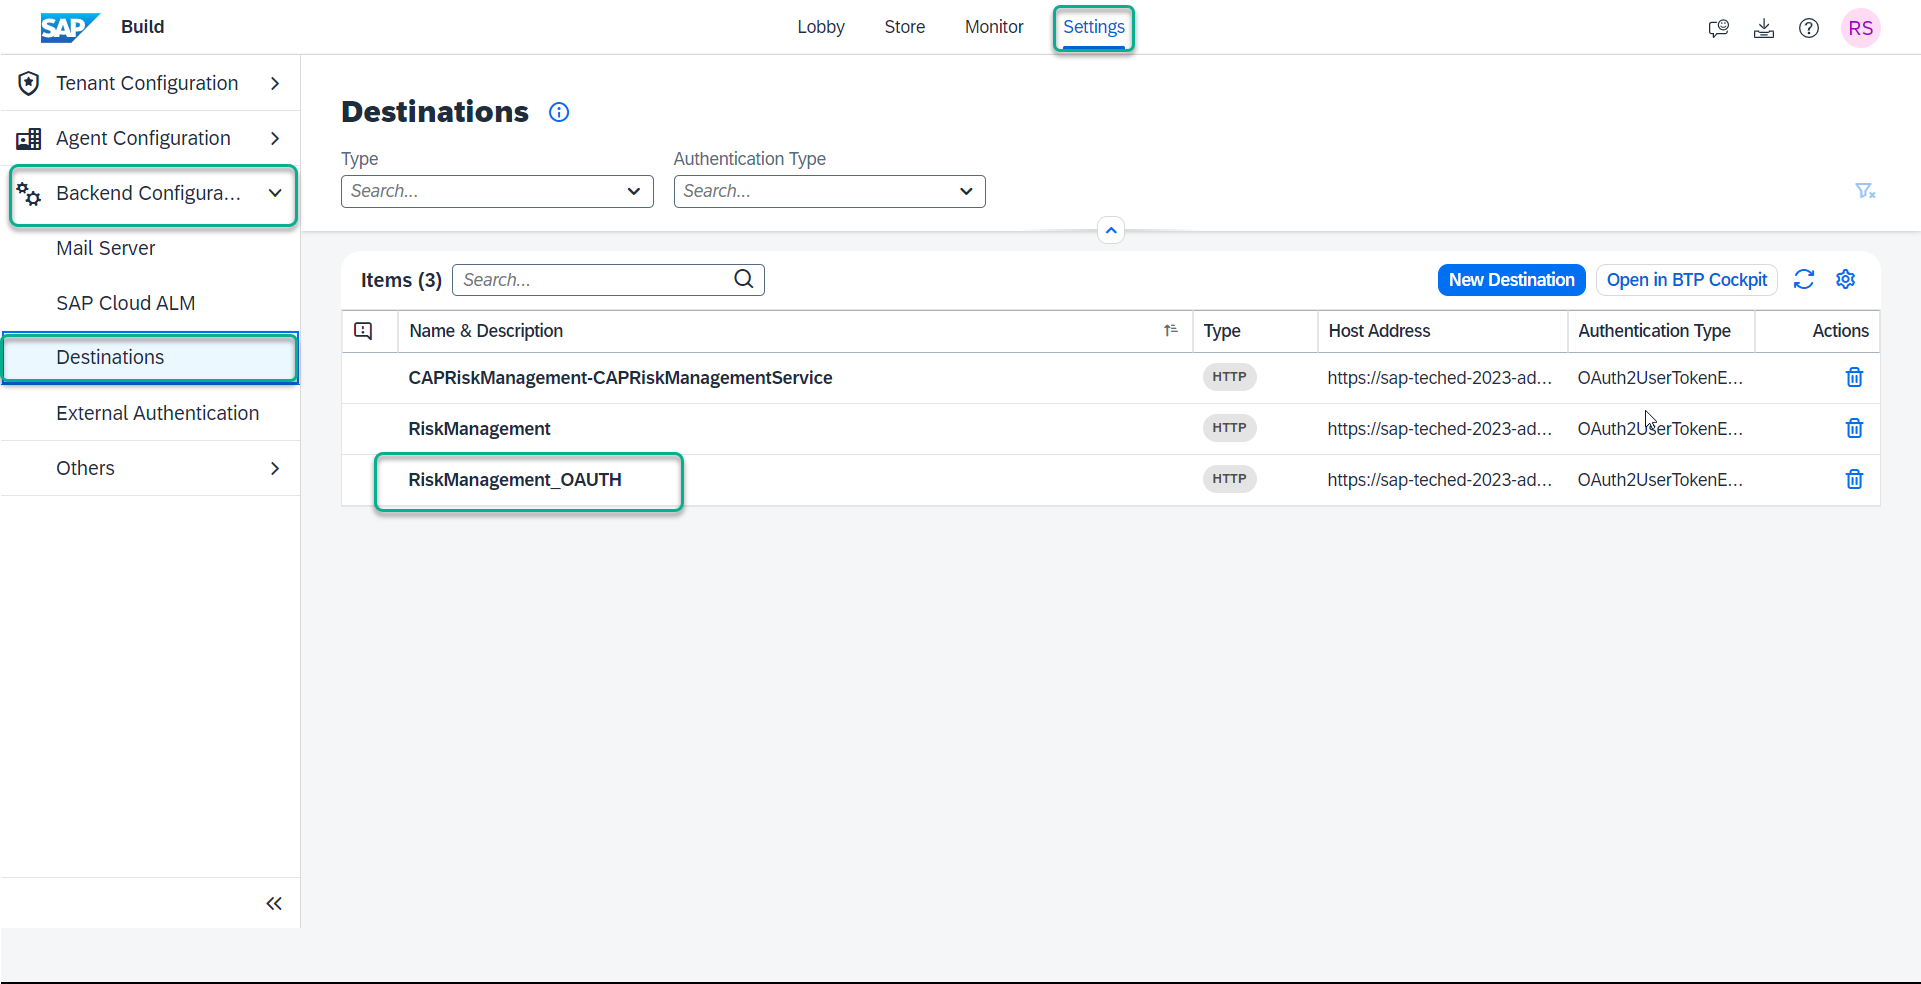 SAP Build Lobby Store Monitor Settings RS
Tenant Configuration
Agent Configuration
Backend Configura...
Mail Server
SAP Cloud ALM
Destinations
External Authentication
Others
Destinations
Type Authentication Type
Search... Search...
Items (3) Search... New Destination Open in BTP Cockpit
Name & Description Type Host Address Authentication Type Actions
CAPRiskManagement-CAPRiskManagementService HTTP https://sap-teched-2023-ad... OAuth2UserTokenE...
RiskManagement HTTP https://sap-teched-2023-ad... OAuth2UserTokenE...
RiskManagement_OAUTH HTTP https://sap-teched-2023-ad... OAuth2UserTokenE...